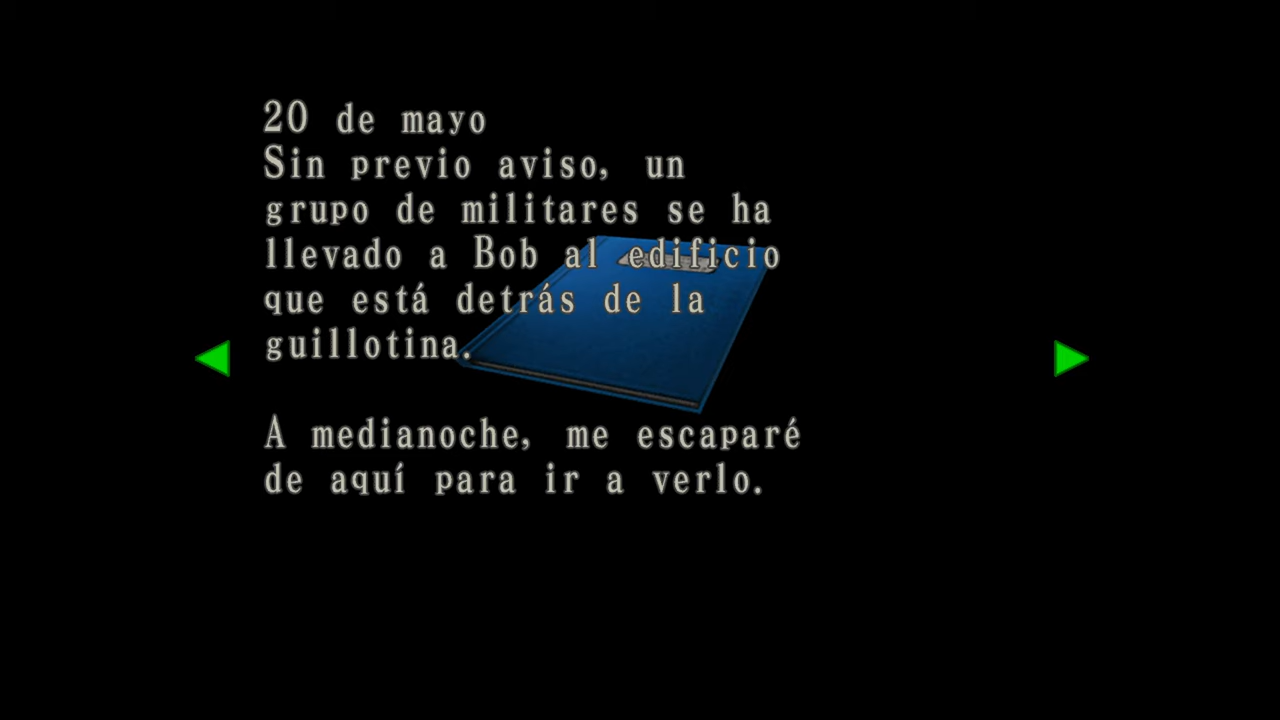 20 de mayo
Sin previo aviso, un
grupo de militares se ha
llevado a Bob al edificio
que está detrás de la
guillotina.
A medianoche, me escaparé
de aquí para ir a verlo.